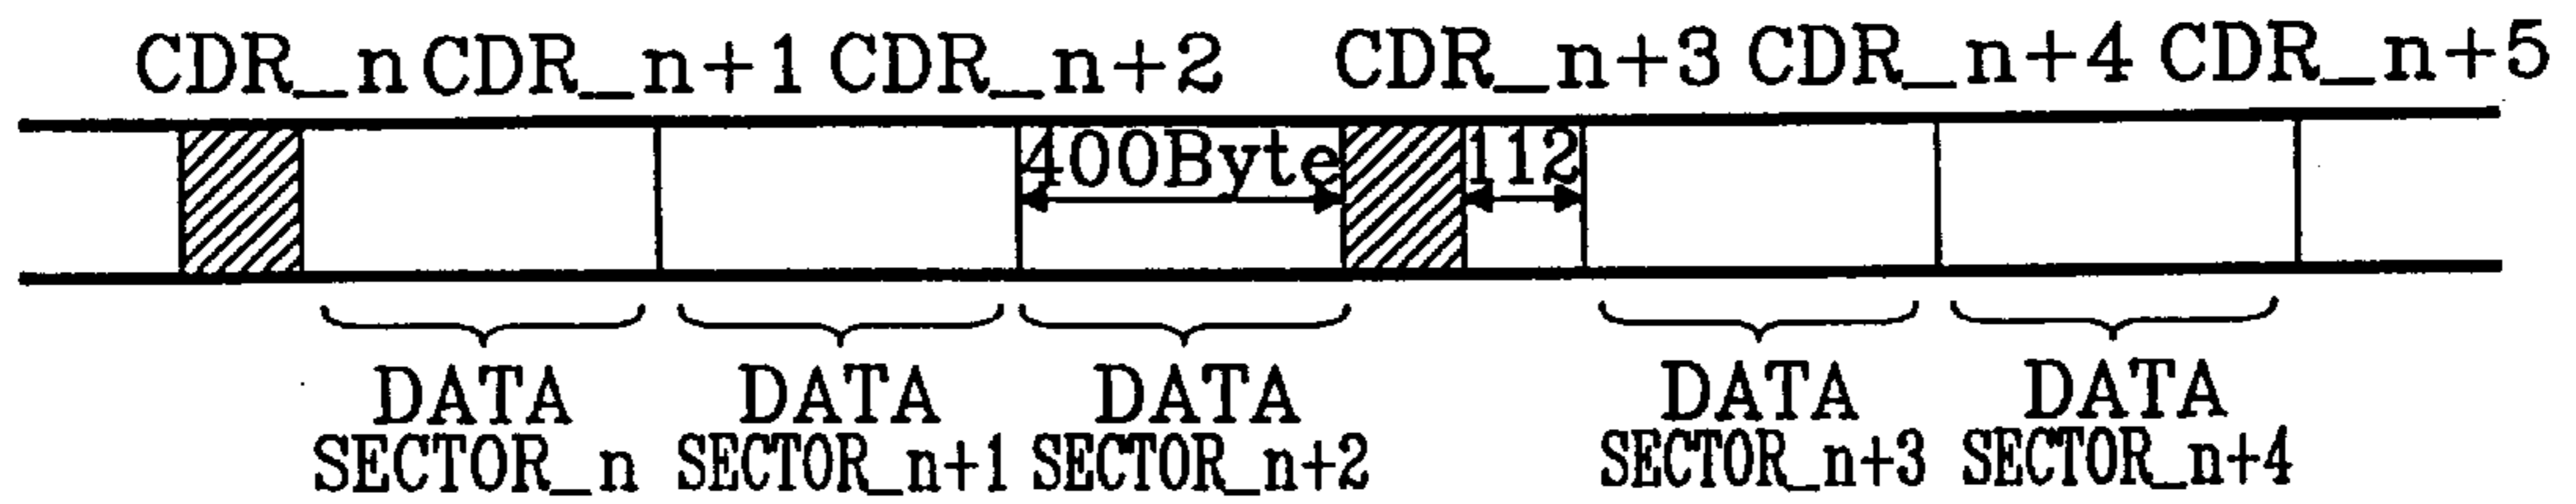 CDR_n CDR_n+1 CDR_n+2 CDR_n+3 CDR_n+4 CDR_n+5
400Byte 112
DATA DATA DATA DATA DATA
SECTOR_n SECTOR_n+1 SECTOR_n+2 SECTOR_n+3 SECTOR_n+4